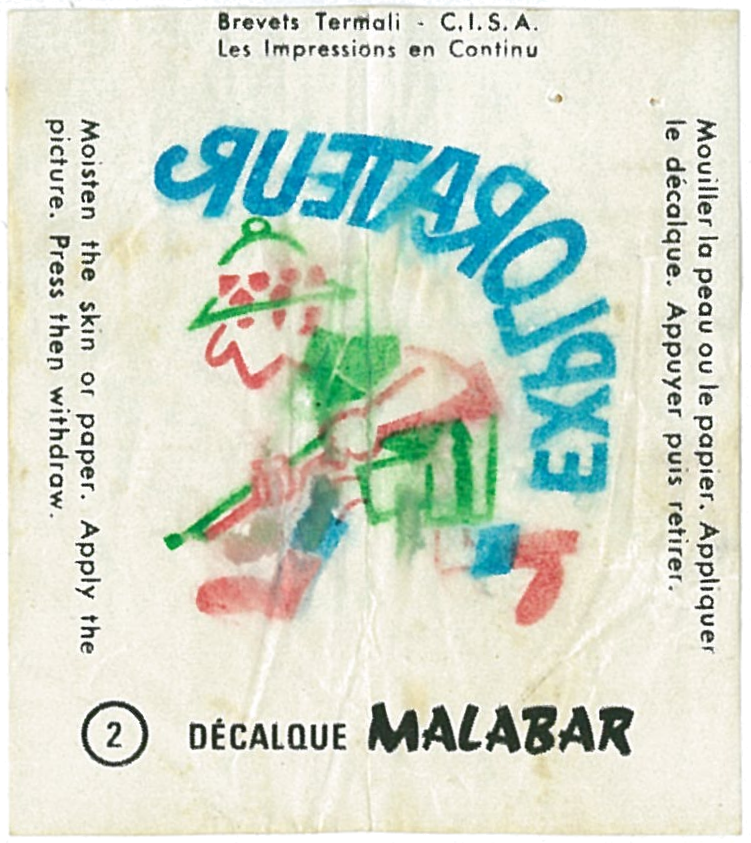 Brevets Termali - C.I.S.A.
Les Impressions en Continu
EXPLORATEUR
Moisten the skin or paper. Apply the
picture. Press then withdraw.
Mouiller la peau ou le papier. Appliquer
le décalque. Appuyer puis retirer.
2 DÉCALQUE MALABAR